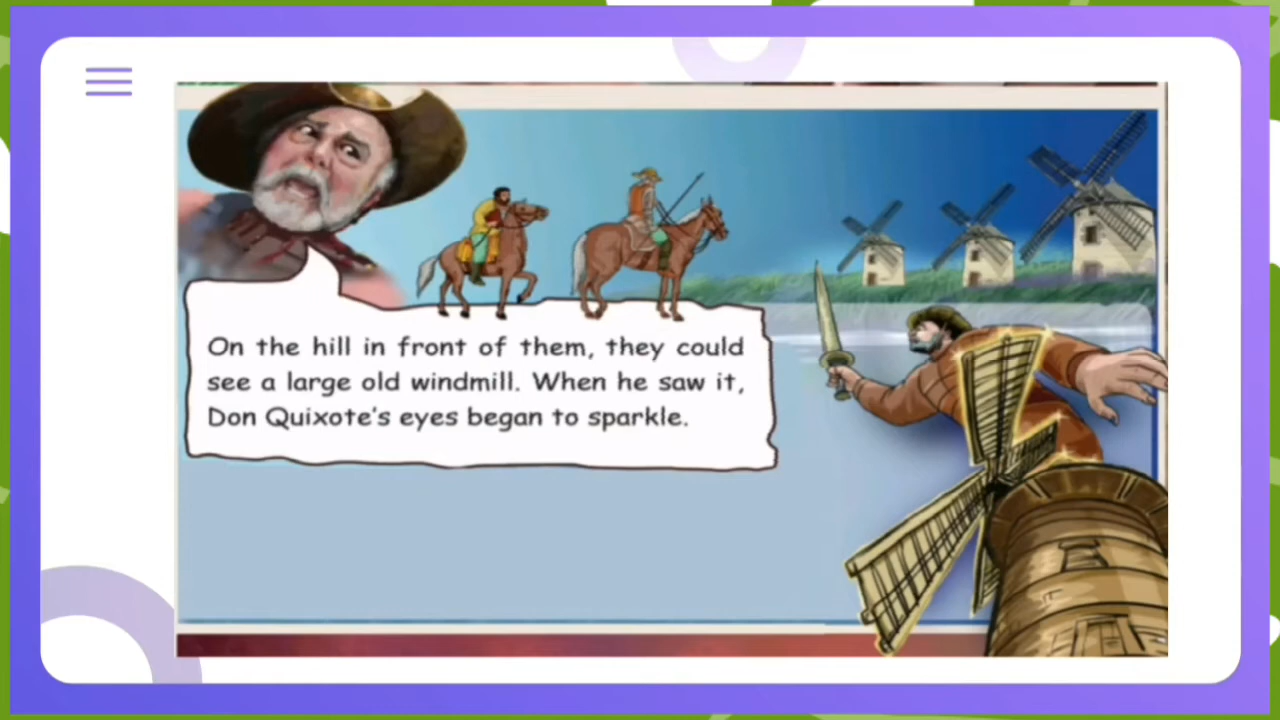 On the hill in front of them, they could
see a large old windmill. When he saw it,
Don Quixote's eyes began to sparkle.